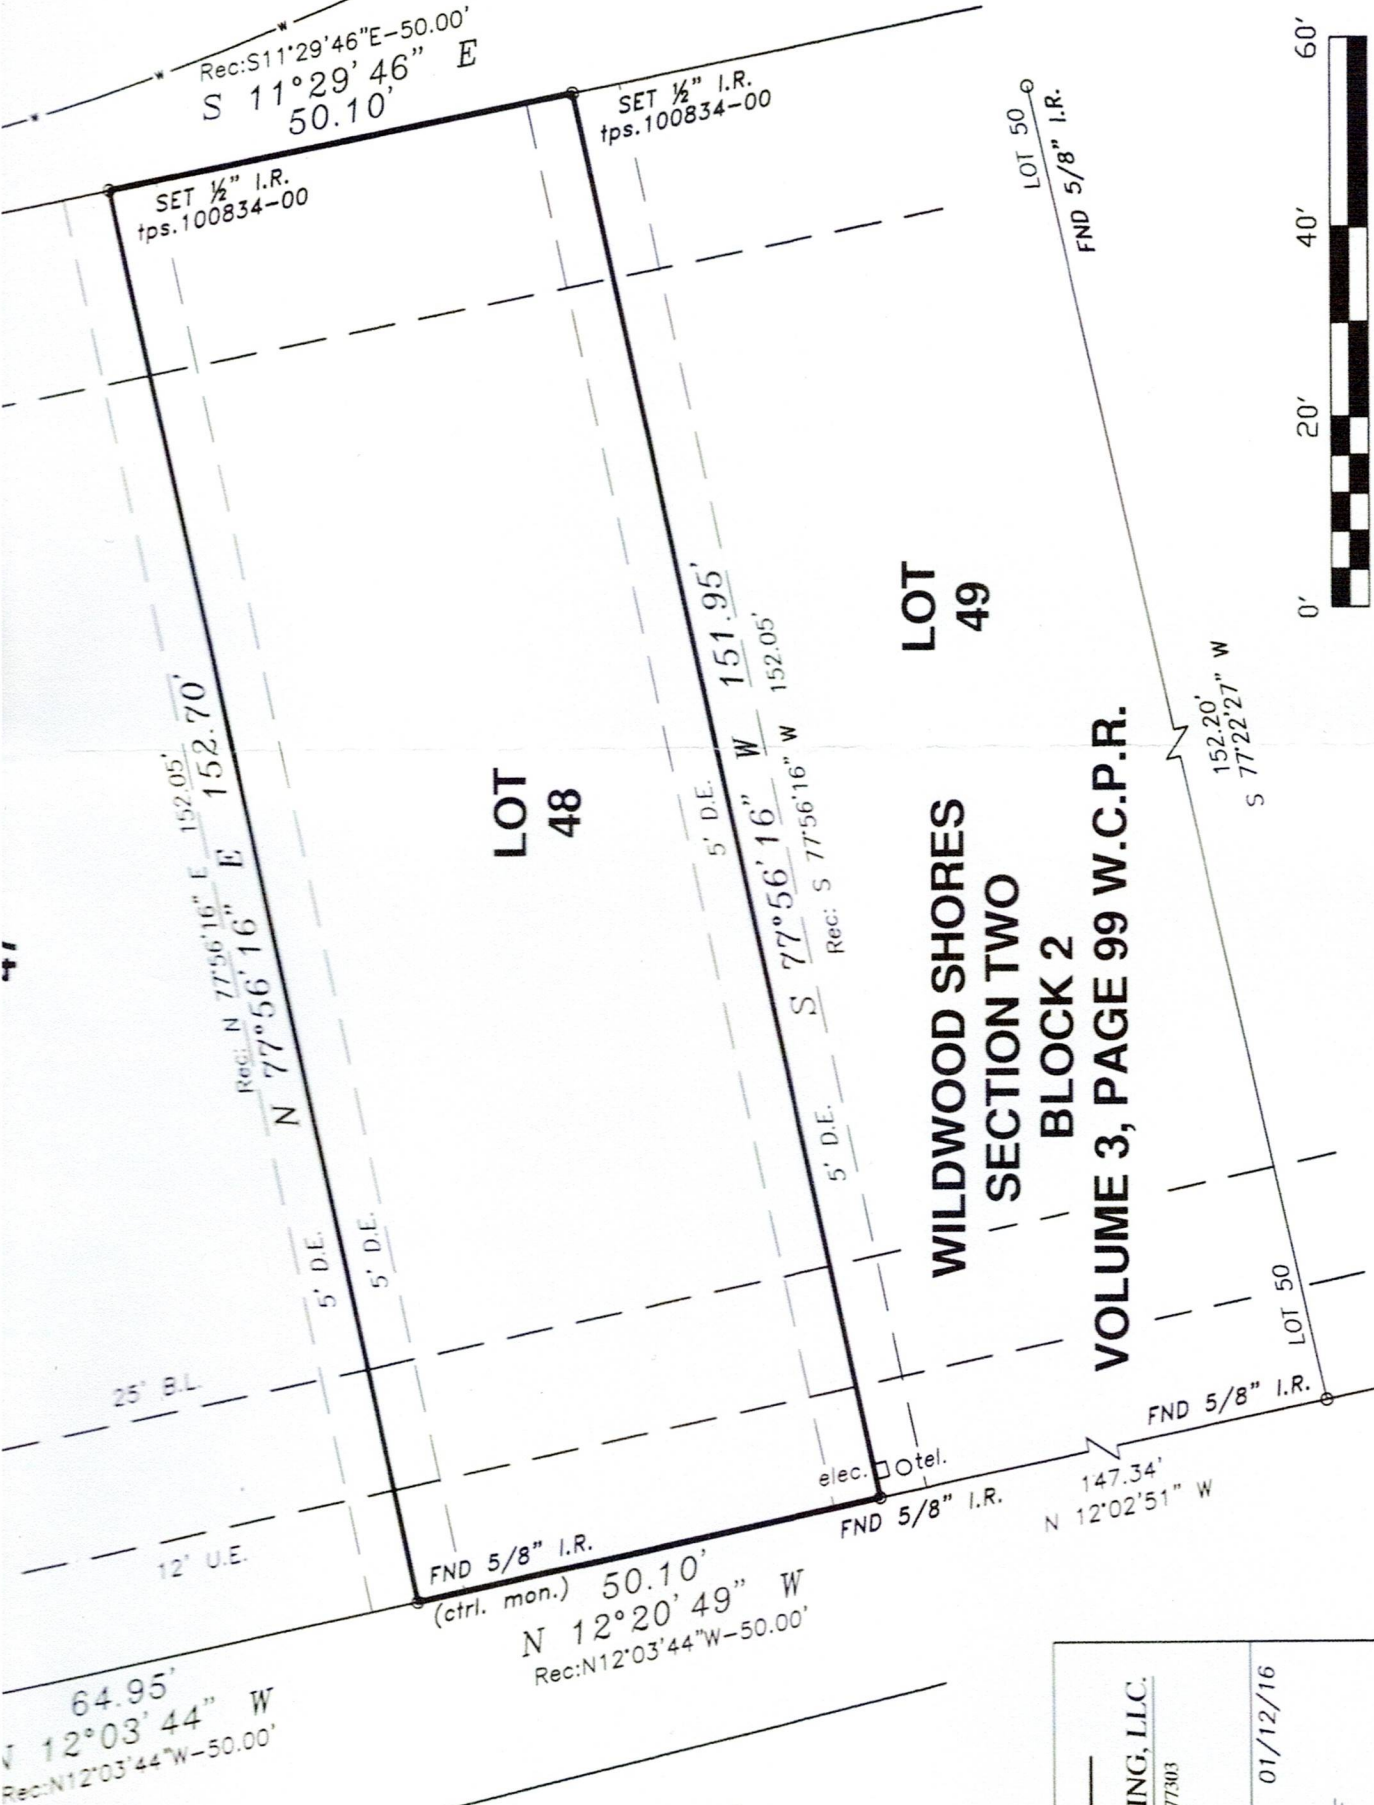 Rec:S11°29'46"E-50.00'
S 11°29'46" E
50.10'
SET ½" I.R.
tps.100834-00
SET ½" I.R.
tps.100834-00
LOT 50
FND 5/8" I.R.
60'
40'
20'
0'
Rec: N 77°56'16" E 152.05'
N 77°56'16" E 152.70'
LOT
48
5' D.E.
S 77°56'16" W 151.95'
Rec: S 77°56'16" W 152.05'
5' D.E.
LOT
49
152.20'
S 77°22'27" W
WILDWOOD SHORES
SECTION TWO
BLOCK 2
VOLUME 3, PAGE 99 W.C.P.R.
5' D.E.
5' D.E.
25' B.L.
12' U.E.
LOT 50
FND 5/8" I.R.
elec.
tel.
FND 5/8" I.R.
147.34'
N 12°02'51" W
FND 5/8" I.R.
(ctrl. mon.)
50.10'
N 12°20'49" W
Rec:N12°03'44"W-50.00'
64.95'
N 12°03'44" W
Rec:N12°03'44"W-50.00'
ING, LLC.
77303
01/12/16